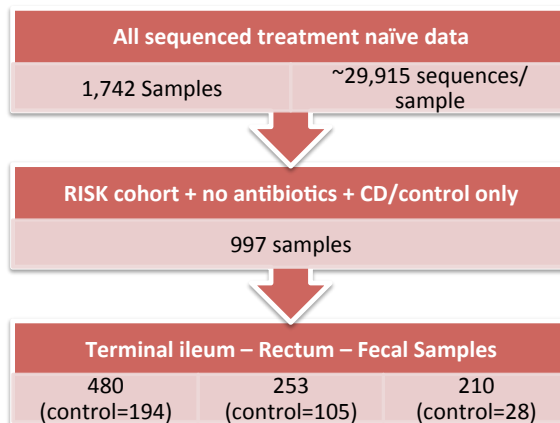 All sequenced treatment naïve data
1,742 Samples
~29,915 sequences/
sample
RISK cohort + no antibiotics + CD/control only
997 samples
Terminal ileum – Rectum – Fecal Samples
480
(control=194)
253
(control=105)
210
(control=28)